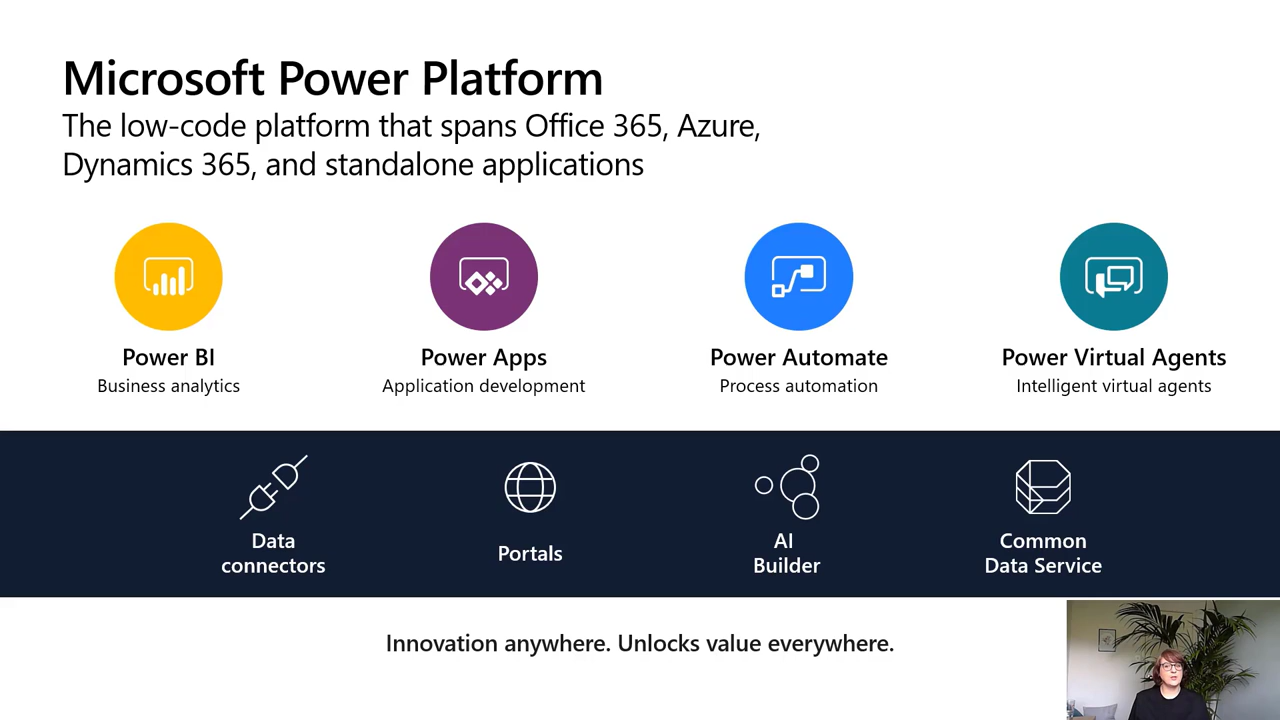 Microsoft Power Platform
The low-code platform that spans Office 365, Azure,
Dynamics 365, and standalone applications
Power BI
Business analytics
Power Apps
Application development
Power Automate
Process automation
Power Virtual Agents
Intelligent virtual agents
Data
connectors
Portals
AI
Builder
Common
Data Service
Innovation anywhere. Unlocks value everywhere.